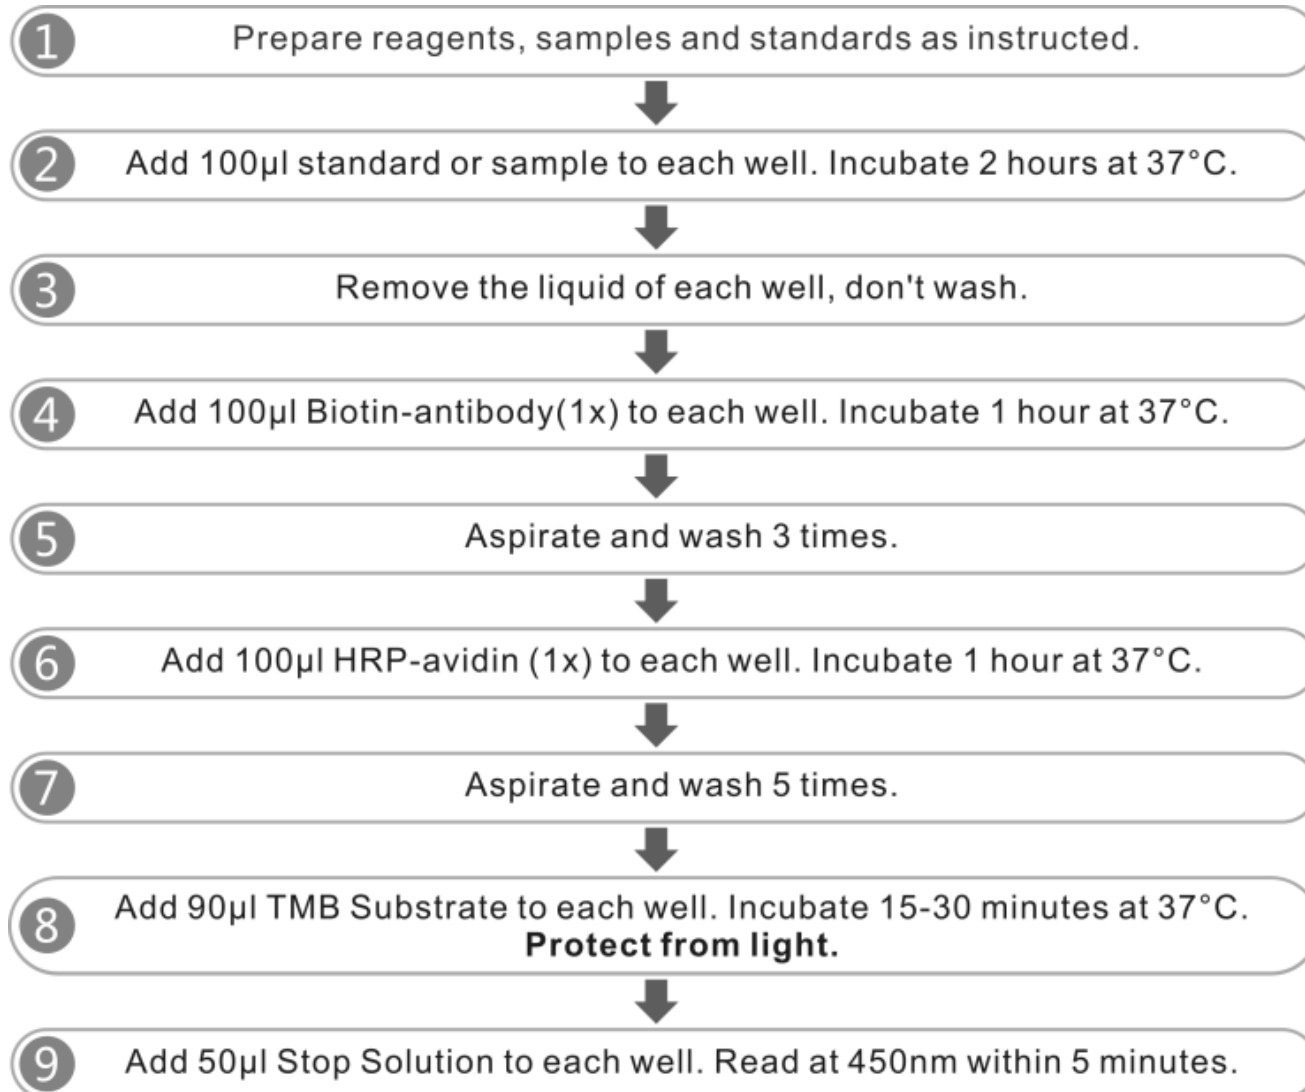 1 Prepare reagents, samples and standards as instructed.
2 Add 100µl standard or sample to each well. Incubate 2 hours at 37°C.
3 Remove the liquid of each well, don't wash.
4 Add 100µl Biotin-antibody(1x) to each well. Incubate 1 hour at 37°C.
5 Aspirate and wash 3 times.
6 Add 100µl HRP-avidin (1x) to each well. Incubate 1 hour at 37°C.
7 Aspirate and wash 5 times.
8 Add 90µl TMB Substrate to each well. Incubate 15-30 minutes at 37°C.
Protect from light.
9 Add 50µl Stop Solution to each well. Read at 450nm within 5 minutes.